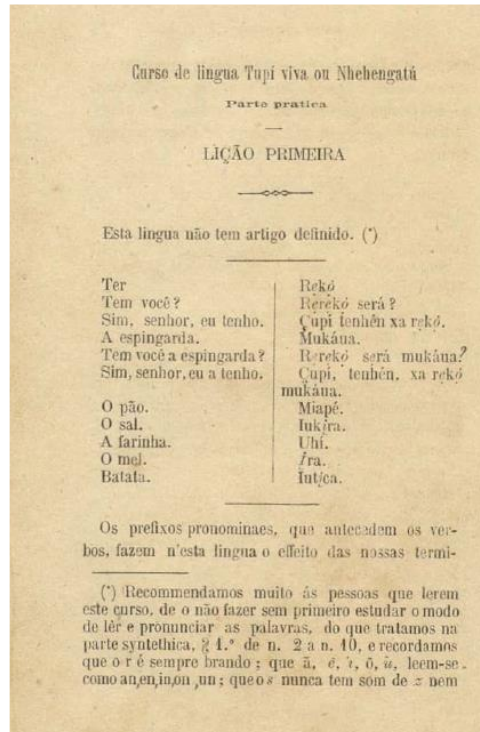 Curso de lingua Tupí viva ou Nhehengatú
Parte pratica
LIÇÃO PRIMEIRA
Esta lingua não tem artigo definido. (*)
Ter
Tem você?
Sim, senhor, eu tenho.
A espingarda.
Tem você a espingarda?
Sim, senhor, eu a tenho.
O pão.
O sal.
A farinha.
O mel.
Batata.
Rekó
Rerekó será?
Çupí tenhên xa rekó.
Mukáua.
Rerekó será mukáua?
Çupí, tenhên, xa rekó
mukáua.
Miapé.
Iukíra.
Uhí.
Íra.
Iutíca.
Os prefixos pronominaes, que antecedem os ver-
bos, fazem n'esta lingua o effeito das nossas termi-
(*) Recommendamos muito ás pessoas que lerem
este curso, de o não fazer sem primeiro estudar o modo
de lêr e pronunciar as palavras, do que tratamos na
parte synthetica, § 1.º de n. 2 a n. 10, e recordamos
que o r é sempre brando; que ã, ẽ, ĩ, õ, ũ, leem-se
como an, en, in, on, un; que o s nunca tem som de z nem